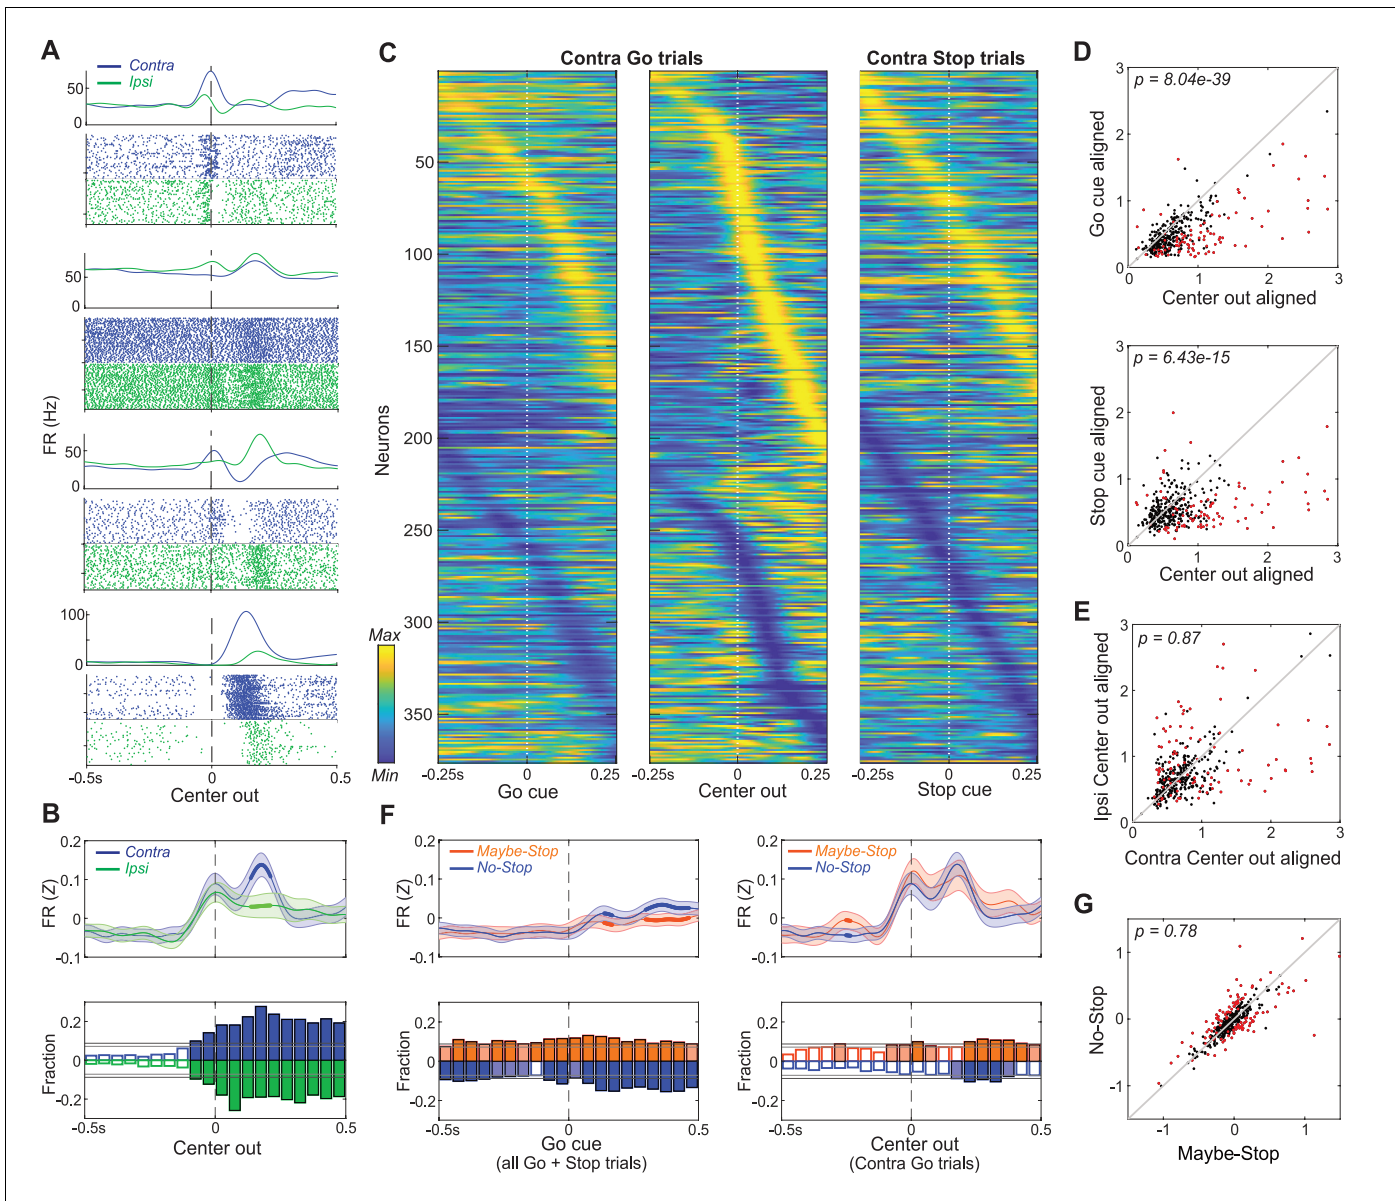 A
Contra
Ipsi
50
0
50
0
50
0
100
0
FR (Hz)
-0.5s
0
0.5
Center out
C
Contra Go trials
Contra Stop trials
Neurons
50
100
150
200
250
300
350
Max
Min
-0.25s
0
0.25
Go cue
-0.25s
0
0.25
Center out
-0.25s
0
0.25
Stop cue
D
p = 8.04e-39
Go cue aligned
3
2
1
0
0
1
2
3
Center out aligned
p = 6.43e-15
Stop cue aligned
3
2
1
0
0
1
2
3
Center out aligned
E
p = 0.87
Ipsi Center out aligned
3
2
1
0
0
1
2
3
Contra Center out aligned
B
Contra
Ipsi
FR (Z)
0.2
0.1
0
-0.1
Fraction
0.2
0
0.2
-0.5s
0
0.5
Center out
F
Maybe-Stop
No-Stop
FR (Z)
0.2
0.1
0
-0.1
Fraction
0.2
0
0.2
-0.5s
0
0.5
Go cue
(all Go + Stop trials)
Maybe-Stop
No-Stop
FR (Z)
0.2
0.1
0
-0.1
Fraction
0.2
0
0.2
-0.5s
0
0.5
Center out
(Contra Go trials)
G
p = 0.78
No-Stop
1
0
-1
-1
0
1
Maybe-Stop